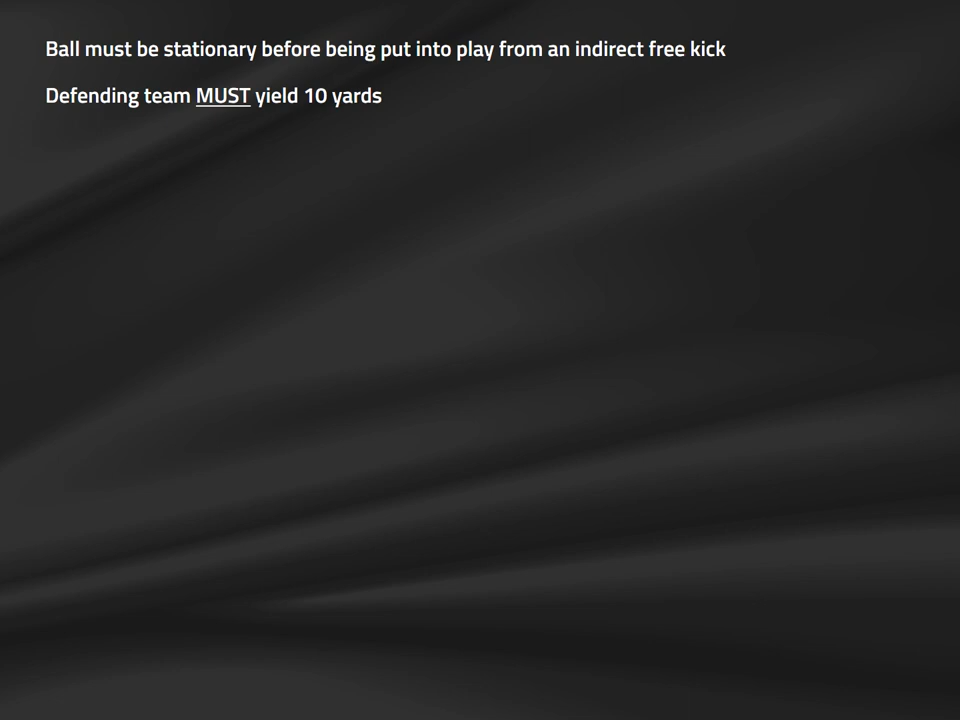 Ball must be stationary before being put into play from an indirect free kick
Defending team MUST yield 10 yards